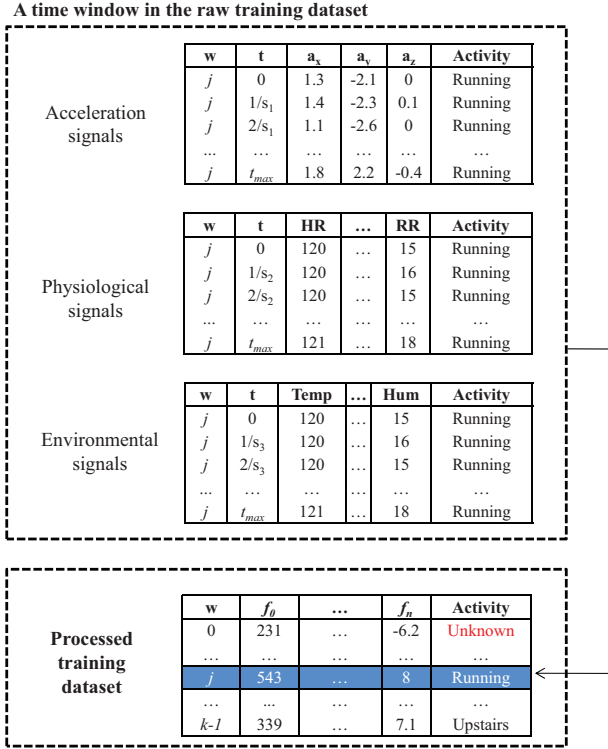 A time window in the raw training dataset
w t aₓ aᵧ a_z Activity
j 0 1.3 -2.1 0 Running
j 1/s₁ 1.4 -2.3 0.1 Running
j 2/s₁ 1.1 -2.6 0 Running
... … … … … …
j t_max 1.8 2.2 -0.4 Running
Acceleration
signals
w t HR ... RR Activity
j 0 120 … 15 Running
j 1/s₂ 120 … 16 Running
j 2/s₂ 120 … 15 Running
... … … … … …
j t_max 121 … 18 Running
Physiological
signals
w t Temp ... Hum Activity
j 0 120 … 15 Running
j 1/s₃ 120 … 16 Running
j 2/s₃ 120 … 15 Running
... … … … … …
j t_max 121 … 18 Running
Environmental
signals
Processed
training
dataset
w f₀ ... fₙ Activity
0 231 … -6.2 Unknown
… … … … …
j 543 … 8 Running
… ... … … …
k-1 339 … 7.1 Upstairs